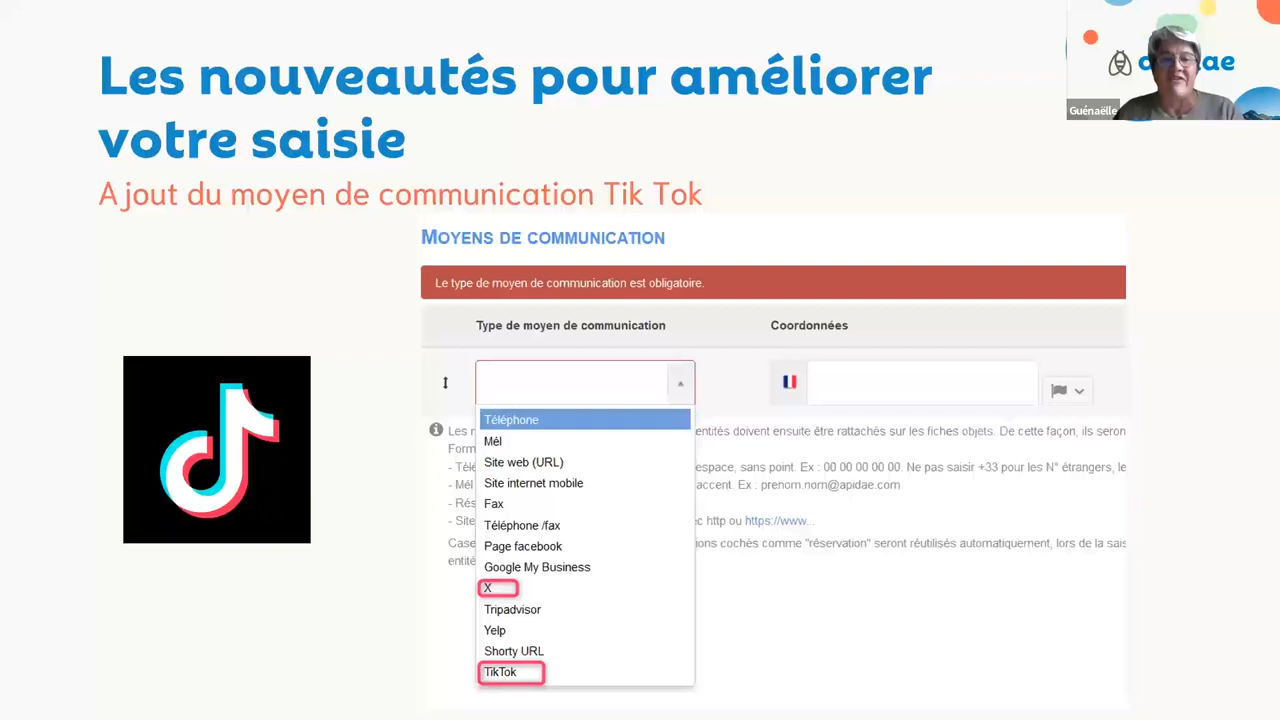 Les nouveautés pour améliorer
votre saisie
Ajout du moyen de communication Tik Tok
Guénaëlle
MOYENS DE COMMUNICATION
Le type de moyen de communication est obligatoire.
Type de moyen de communication
Coordonnées
Téléphone
Mél
Site web (URL)
Site internet mobile
Fax
Téléphone /fax
Page facebook
Google My Business
X
Tripadvisor
Yelp
Shorty URL
TikTok
Les entités doivent ensuite être rattachés sur les fiches objets. De cette façon, ils seron
Form
- Télé espace, sans point. Ex : 00 00 00 00 00. Ne pas saisir +33 pour les N° étrangers, le
- Mél accent. Ex : prenom.nom@apidae.com
- Rés
- Site c http ou https://www...
Case ions cochés comme "réservation" seront réutilisés automatiquement, lors de la sais
entité